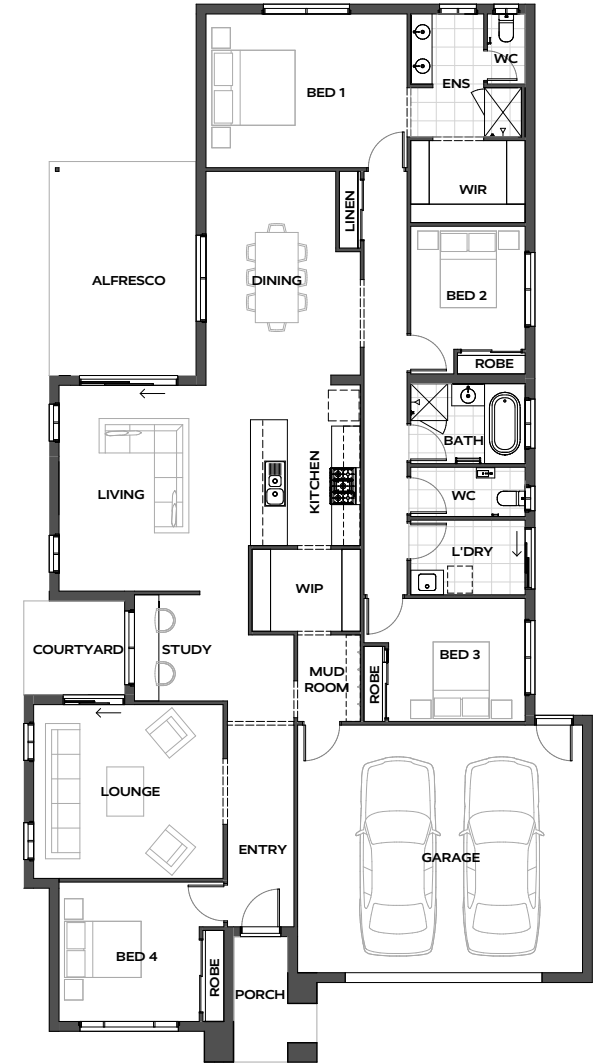 WC
ENS
BED 1
WIR
LINEN
ALFRESCO
DINING
BED 2
ROBE
BATH
KITCHEN
LIVING
WC
L'DRY
WIP
COURTYARD
STUDY
BED 3
MUD
ROOM
ROBE
LOUNGE
ENTRY
GARAGE
BED 4
ROBE
PORCH